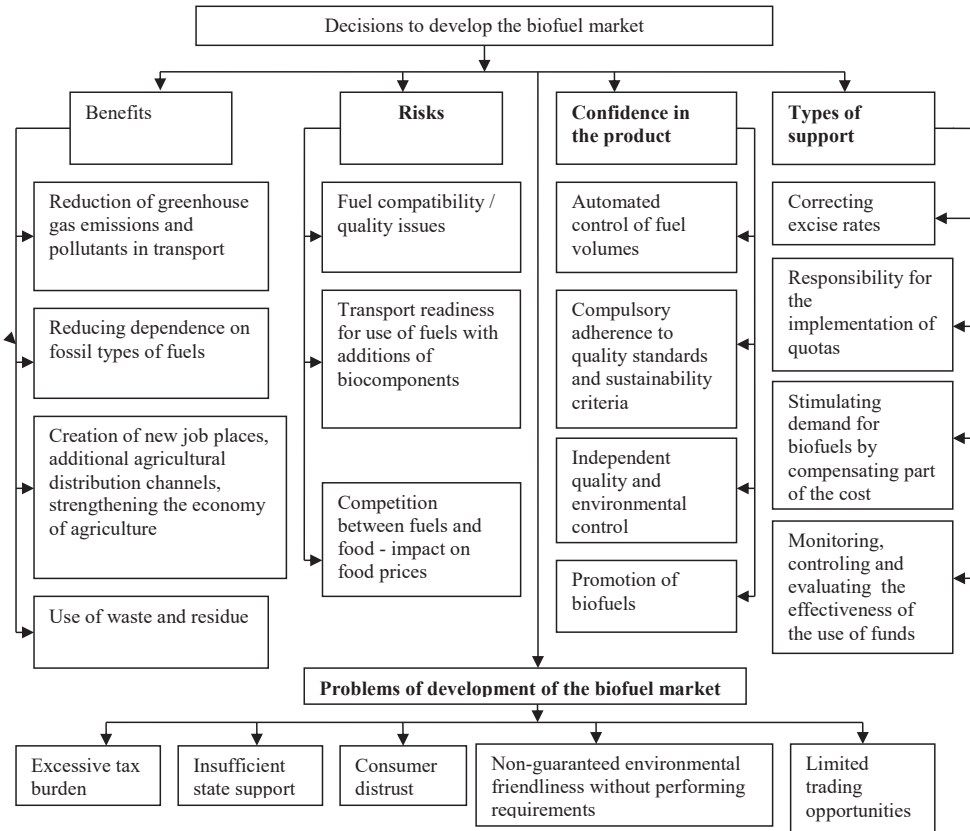 Decisions to develop the biofuel market
Benefits
Reduction of greenhouse
gas emissions and
pollutants in transport
Reducing dependence on
fossil types of fuels
Creation of new job places,
additional agricultural
distribution channels,
strengthening the economy
of agriculture
Use of waste and residue
Risks
Fuel compatibility /
quality issues
Transport readiness
for use of fuels with
additions of
biocomponents
Competition
between fuels and
food - impact on
food prices
Confidence in
the product
Automated
control of fuel
volumes
Compulsory
adherence to
quality standards
and sustainability
criteria
Independent
quality and
environmental
control
Promotion of
biofuels
Types of
support
Correcting
excise rates
Responsibility for
the
implementation of
quotas
Stimulating
demand for
biofuels by
compensating part
of the cost
Monitoring,
controling and
evaluating the
effectiveness of
the use of funds
Problems of development of the biofuel market
Excessive tax
burden
Insufficient
state support
Consumer
distrust
Non-guaranteed environmental
friendliness without performing
requirements
Limited
trading
opportunities